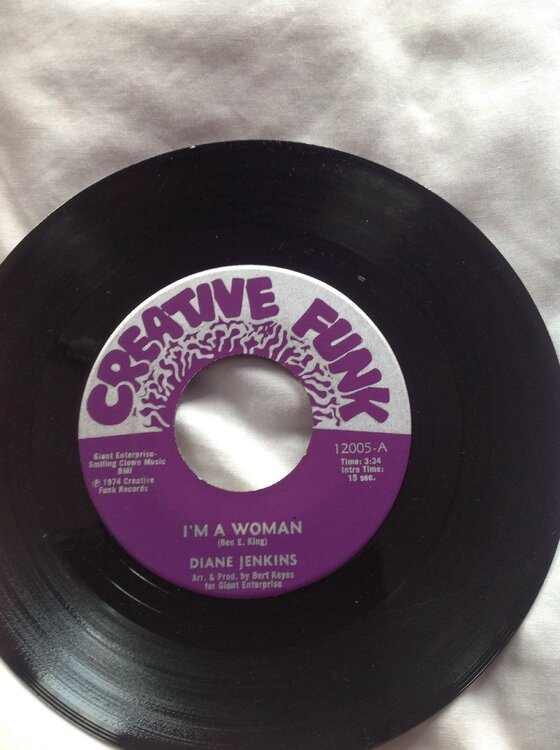 CREATIVE FUNK
Giant Enterprise-
Smiling Clown Music
BMI
℗ 1974 Creative
Funk Records
12005-A
Time: 3:34
Intro Time:
15 sec.
I'M A WOMAN
(Ben E. King)
DIANE JENKINS
Arr. & Prod. by Bert Keyes
for Giant Enterprise